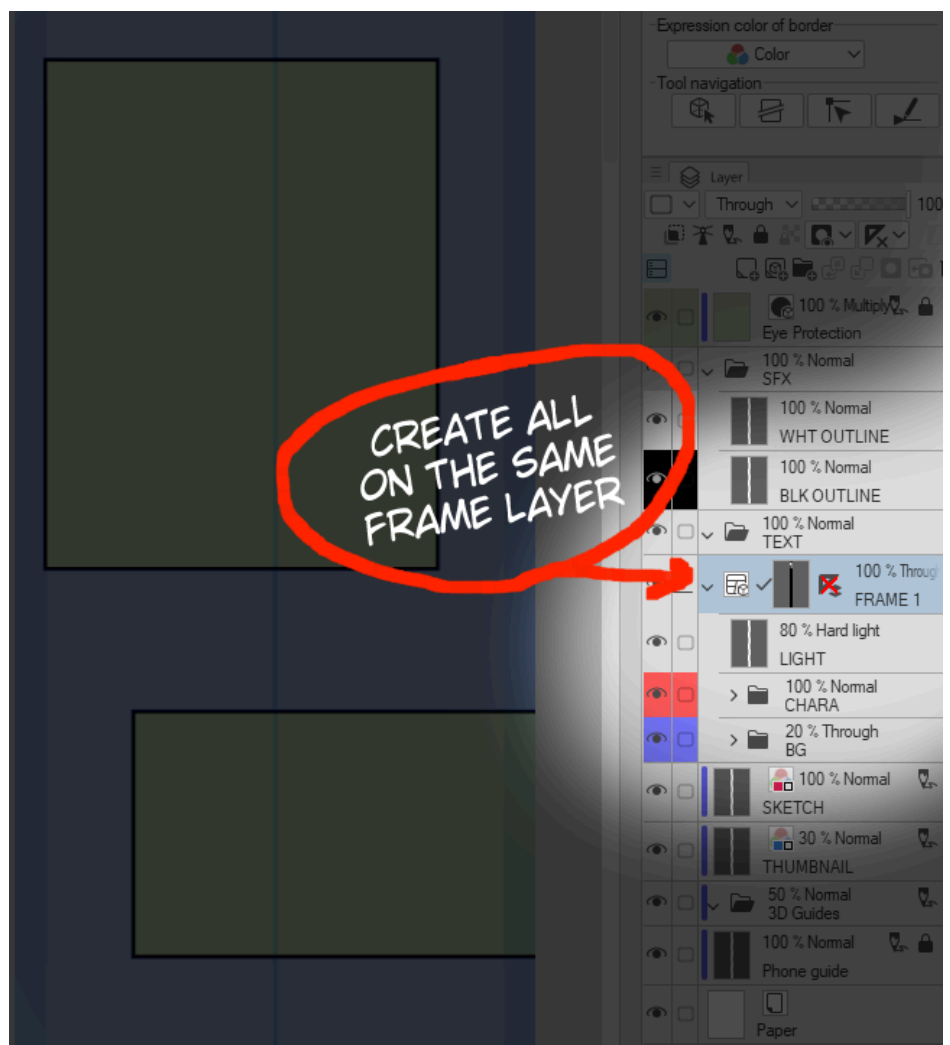 Expression color of border
Color
Tool navigation
Layer
Through
100
100 % Multiply
Eye Protection
100 % Normal
SFX
100 % Normal
WHT OUTLINE
100 % Normal
BLK OUTLINE
100 % Normal
TEXT
CREATE ALL
ON THE SAME
FRAME LAYER
100 % Throug
FRAME 1
80 % Hard light
LIGHT
100 % Normal
CHARA
20 % Through
BG
100 % Normal
SKETCH
30 % Normal
THUMBNAIL
50 % Normal
3D Guides
100 % Normal
Phone guide
Paper